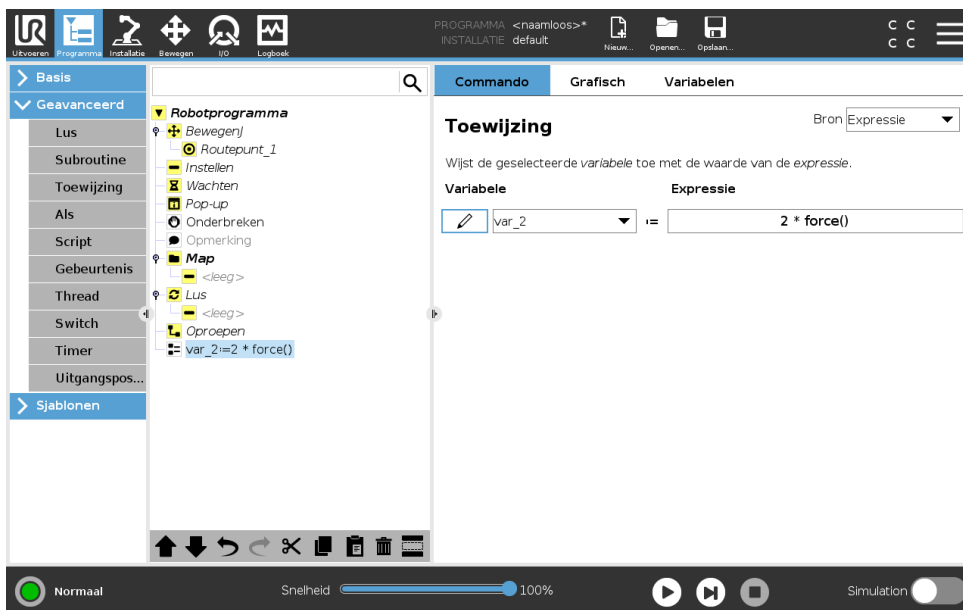 UR
Uitvoeren Programma Installatie Bewegen I/O Logboek
PROGRAMMA <naamloos>*
INSTALLATIE default
Nieuw... Openen... Opslaan...
C C
C C
Basis
Geavanceerd
Lus
Subroutine
Toewijzing
Als
Script
Gebeurtenis
Thread
Switch
Timer
Uitgangspos...
Sjablonen
Robotprogramma
BewegenJ
Routepunt_1
Instellen
Wachten
Pop-up
Onderbreken
Opmerking
Map
<leeg>
Lus
<leeg>
Oproepen
var_2:=2 * force()
Commando Grafisch Variabelen
Toewijzing
Bron Expressie
Wijst de geselecteerde variabele toe met de waarde van de expressie.
Variabele Expressie
var_2 := 2 * force()
Normaal
Snelheid 100%
Simulation